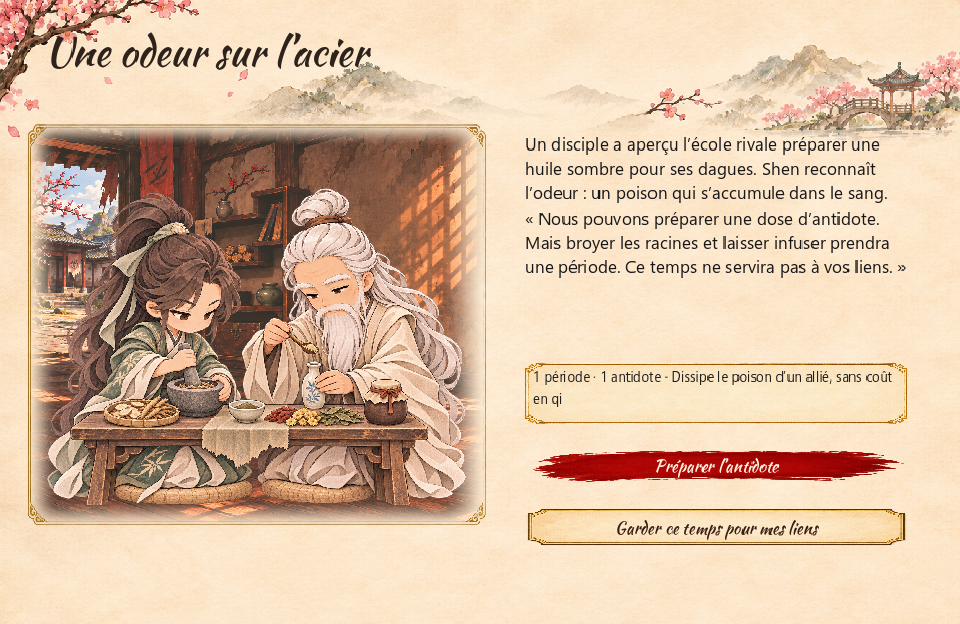 Une odeur sur l'acier
Un disciple a aperçu l'école rivale préparer une
huile sombre pour ses dagues. Shen reconnaît
l'odeur : un poison qui s'accumule dans le sang.
« Nous pouvons préparer une dose d'antidote.
Mais broyer les racines et laisser infuser prendra
une période. Ce temps ne servira pas à vos liens. »
1 période · 1 antidote - Dissipe le poison d'un allié, sans coût
en qi
Préparer l'antidote
Garder ce temps pour mes liens